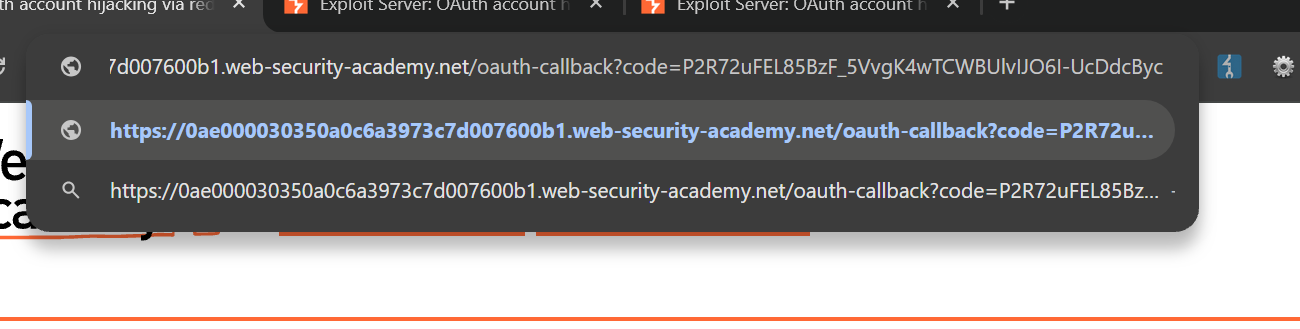 th account hijacking via red
Exploit Server: OAuth account h
Exploit Server: OAuth account h
7d007600b1.web-security-academy.net/oauth-callback?code=P2R72uFEL85BzF_5VvgK4wTCWBUlvIJO6I-UcDdcByc
https://0ae000030350a0c6a3973c7d007600b1.web-security-academy.net/oauth-callback?code=P2R72u...
https://0ae000030350a0c6a3973c7d007600b1.web-security-academy.net/oauth-callback?code=P2R72uFEL85Bz... -